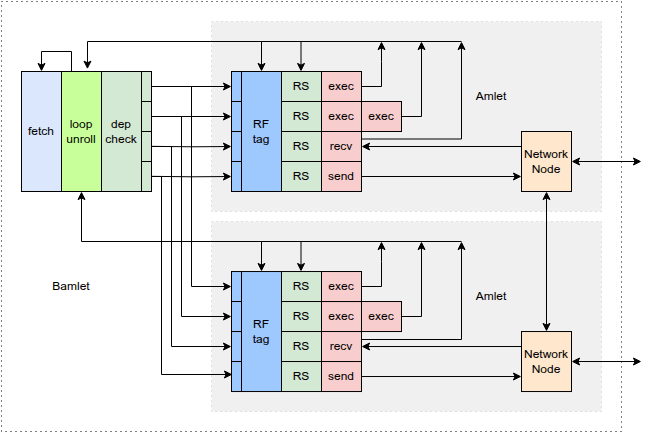 RS exec
Amlet
fetch
loop
unroll
dep
check
RF
tag
RS exec exec
RS recv
Network
Node
RS send
Bamlet
RS exec
Amlet
RF
tag
RS exec exec
RS recv
Network
Node
RS send